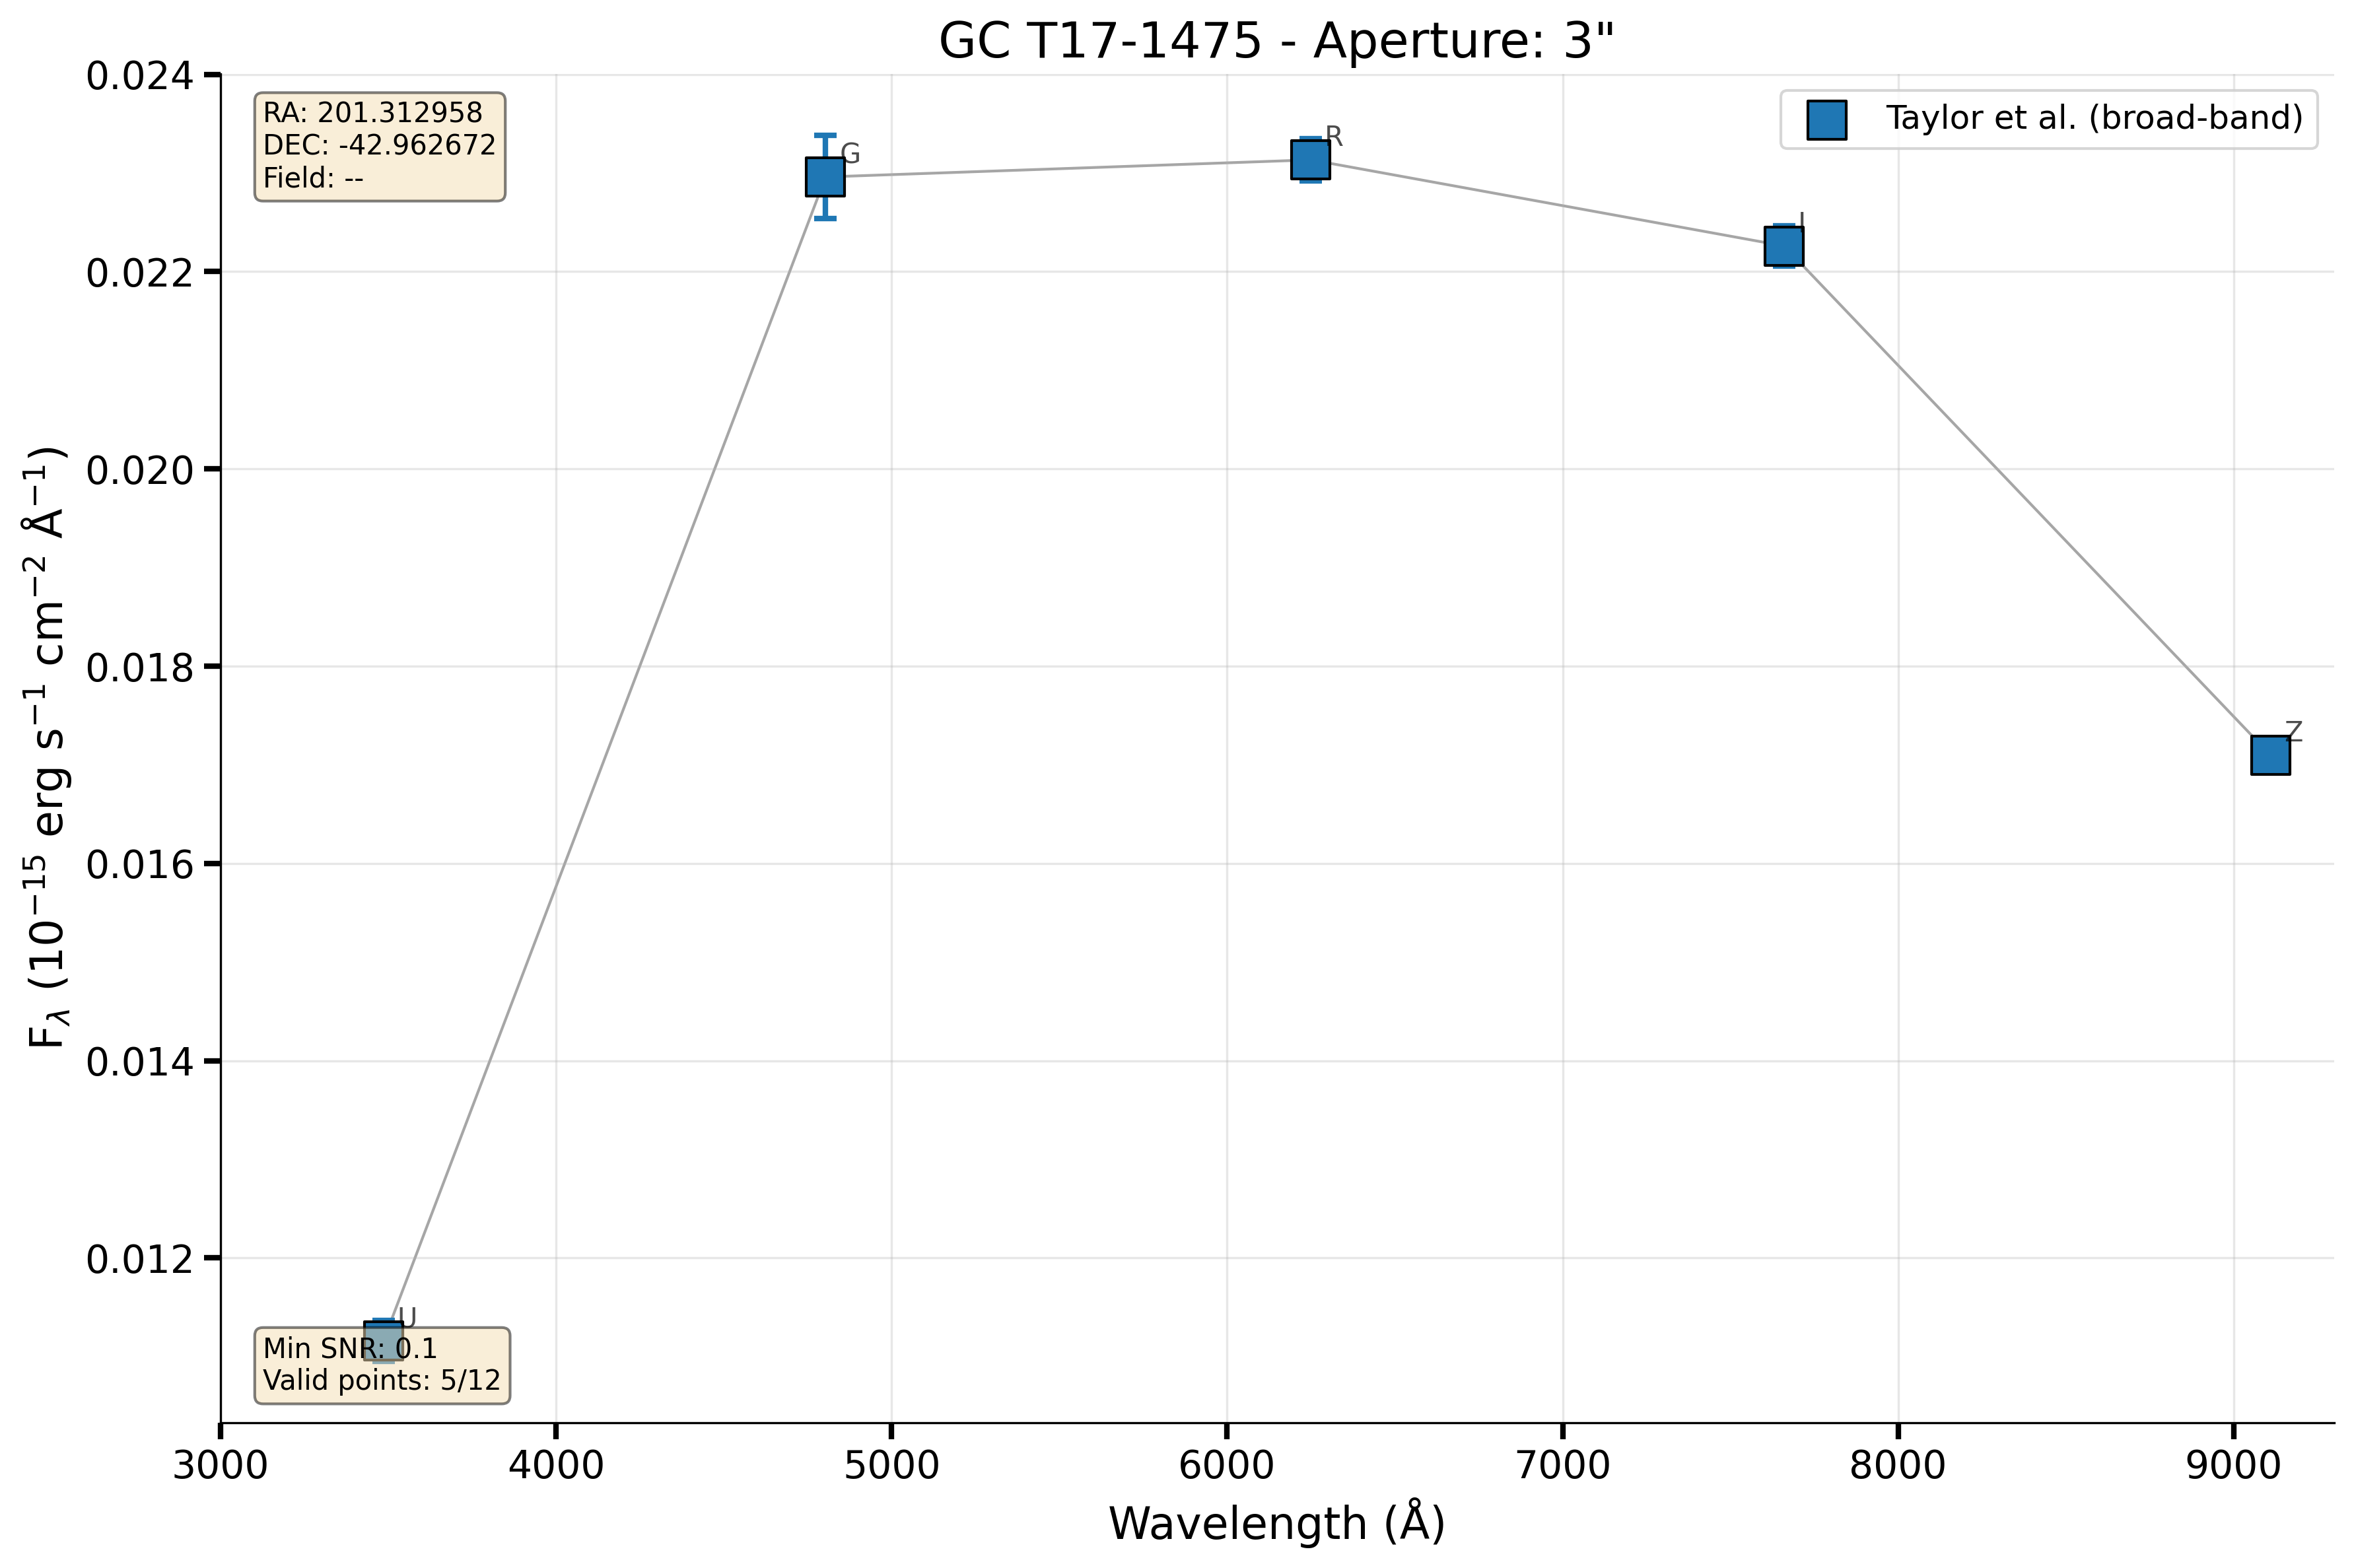 GC T17-1475 - Aperture: 3"
RA: 201.312958
DEC: -42.962672
Field: --
Taylor et al. (broad-band)
G
R
I
Z
U
Min SNR: 0.1
Valid points: 5/12
0.024
0.022
0.020
0.018
0.016
0.014
0.012
F_λ (10⁻¹⁵ erg s⁻¹ cm⁻² Å⁻¹)
3000 4000 5000 6000 7000 8000 9000
Wavelength (Å)